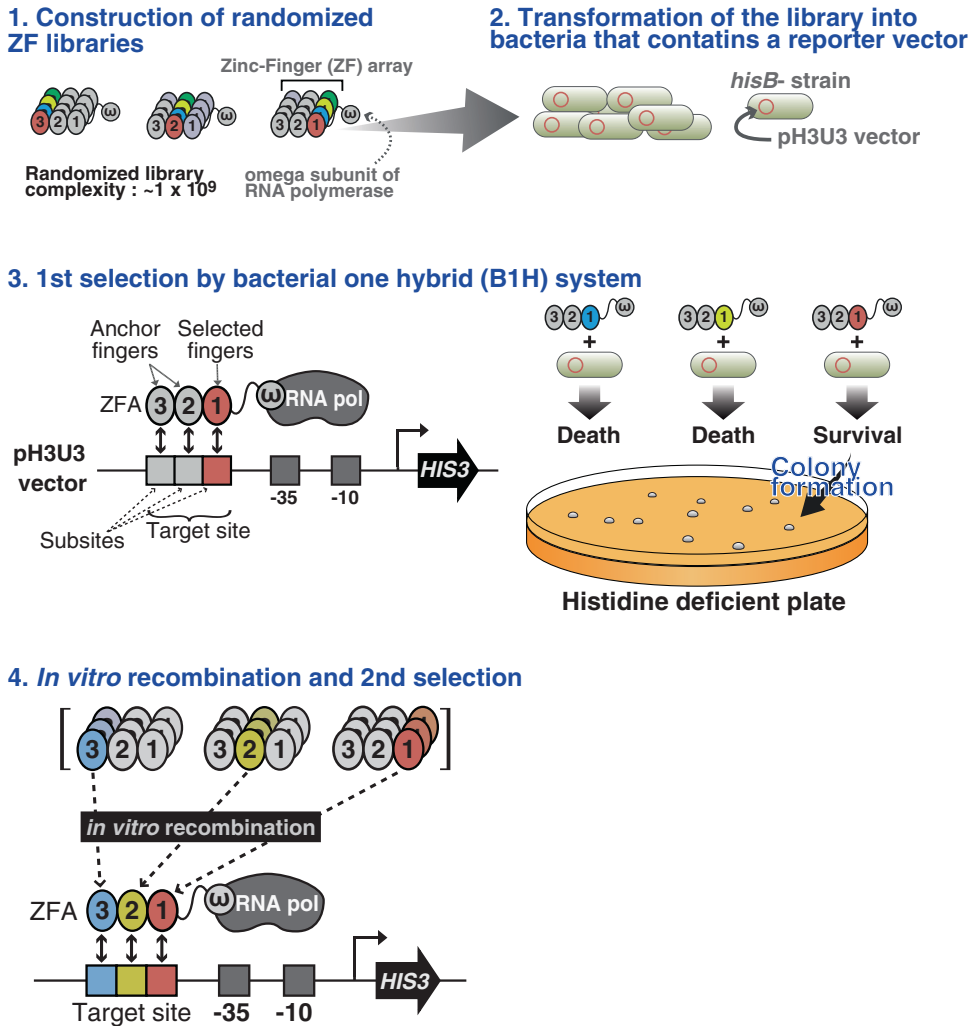 1. Construction of randomized
ZF libraries
2. Transformation of the library into
bacteria that contatins a reporter vector
Zinc-Finger (ZF) array
3 2 1 ω
3 2 1 ω
3 2 1 ω
Randomized library
complexity : ~1 x 10⁹
omega subunit of
RNA polymerase
hisB- strain
pH3U3 vector
3. 1st selection by bacterial one hybrid (B1H) system
Anchor
fingers
Selected
fingers
ZFA 3 2 1 ω RNA pol
pH3U3
vector
HIS3
-35 -10
Subsites
Target site
3 2 1 ω
3 2 1 ω
3 2 1 ω
+ + +
Death Death Survival
Colony
formation
Histidine deficient plate
4. In vitro recombination and 2nd selection
[ 3 2 1 3 2 1 3 2 1 ]
in vitro recombination
ZFA 3 2 1 ω RNA pol
HIS3
Target site -35 -10